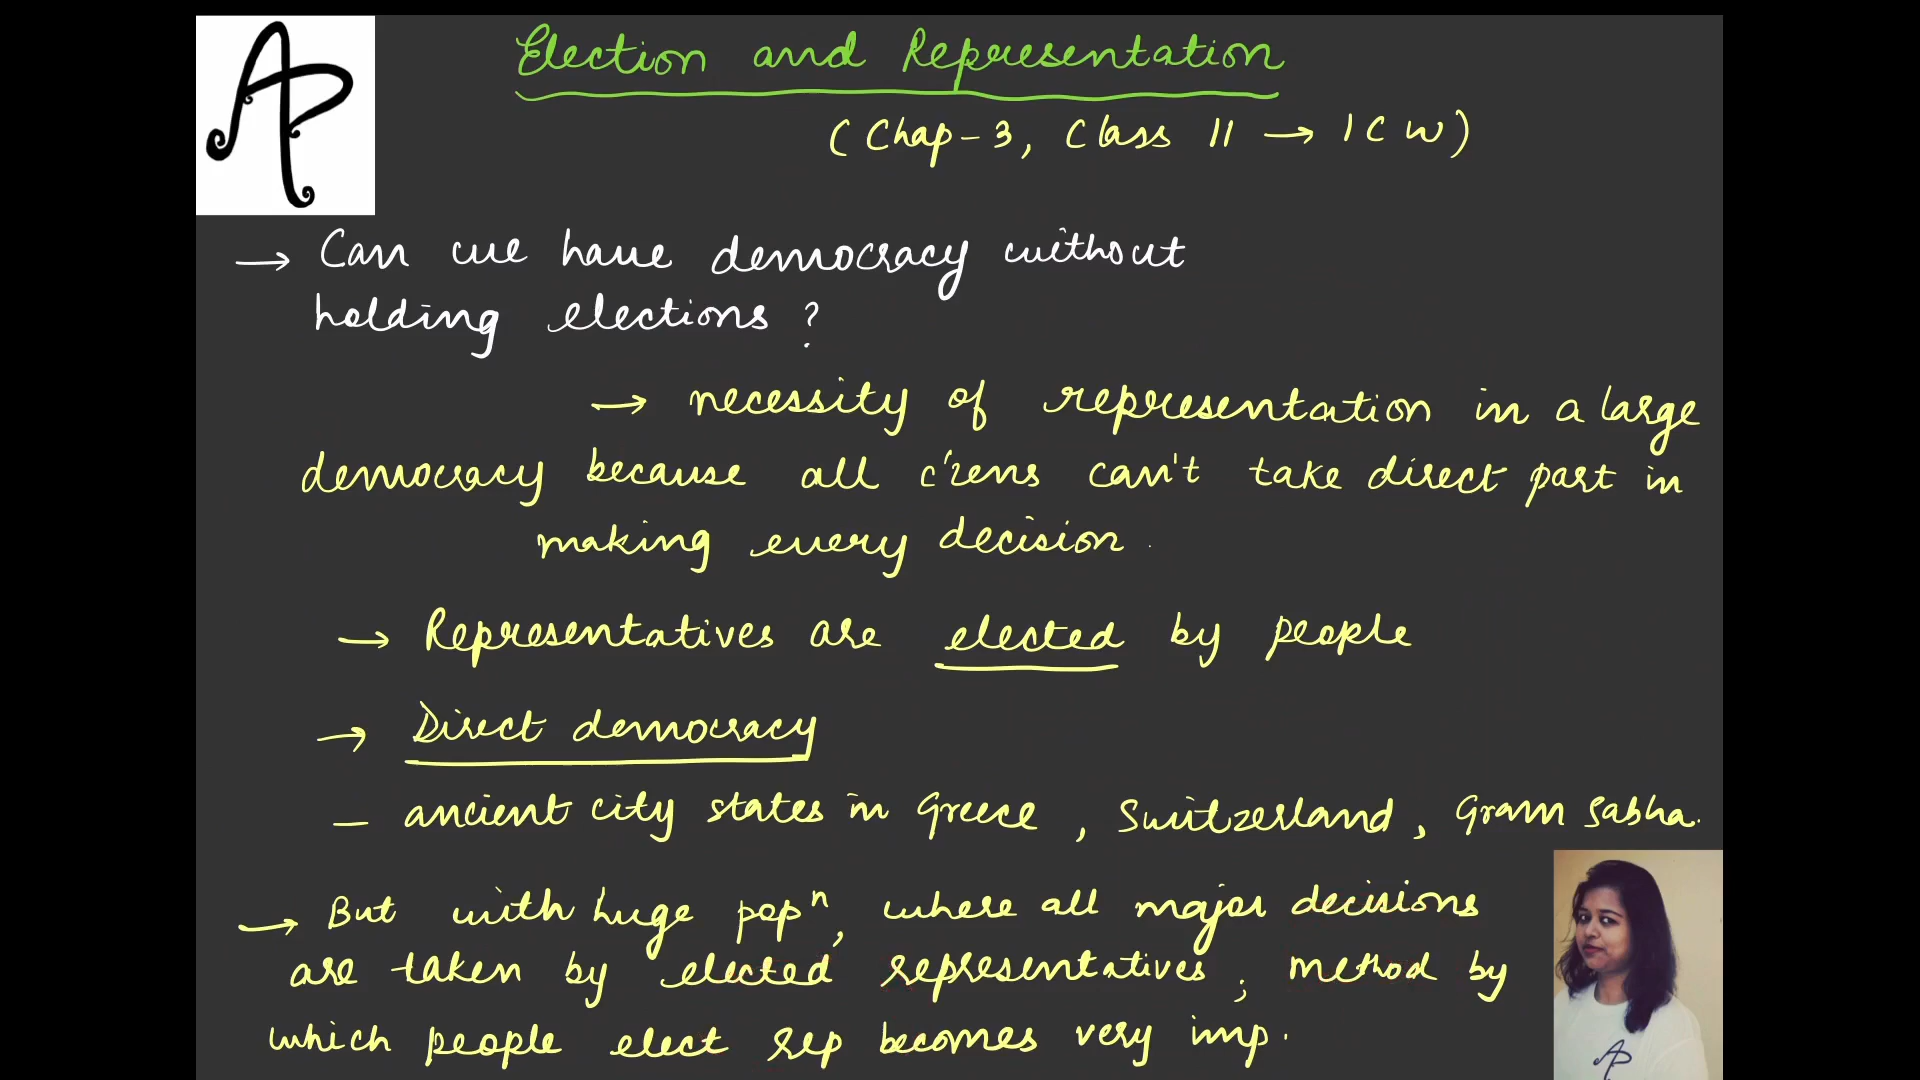 AP
Election and Representation
(Chap-3, Class 11 → ICW)
→ Can we have democracy without
holding elections ?
→ necessity of representation in a large
democracy because all c'zens can't take direct part in
making every decision.
→ Representatives are elected by people
→ Direct democracy
- ancient city states in Greece, Switzerland, Gram Sabha.
→ But with huge popⁿ, where all major decisions
are taken by elected representatives, method by
which people elect rep becomes very imp.
AP